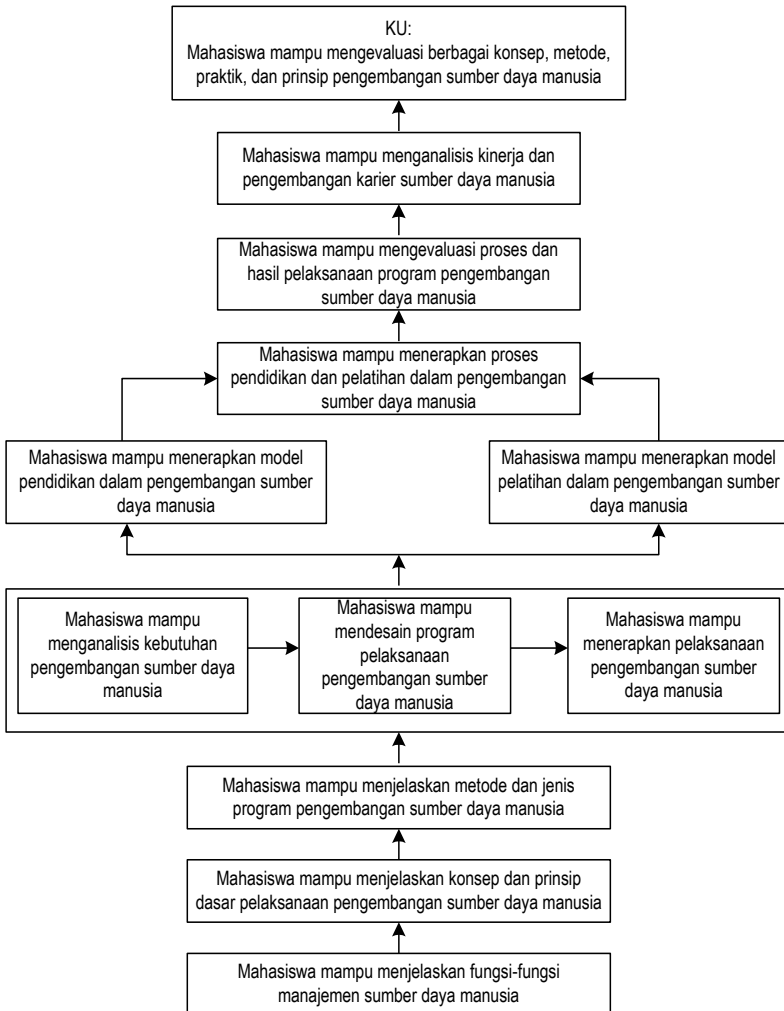 KU:
Mahasiswa mampu mengevaluasi berbagai konsep, metode,
praktik, dan prinsip pengembangan sumber daya manusia
Mahasiswa mampu menganalisis kinerja dan
pengembangan karier sumber daya manusia
Mahasiswa mampu mengevaluasi proses dan
hasil pelaksanaan program pengembangan
sumber daya manusia
Mahasiswa mampu menerapkan proses
pendidikan dan pelatihan dalam pengembangan
sumber daya manusia
Mahasiswa mampu menerapkan model
pendidikan dalam pengembangan sumber
daya manusia
Mahasiswa mampu menerapkan model
pelatihan dalam pengembangan sumber
daya manusia
Mahasiswa mampu
menganalisis kebutuhan
pengembangan sumber daya
manusia
Mahasiswa mampu
mendesain program
pelaksanaan
pengembangan sumber
daya manusia
Mahasiswa mampu
menerapkan pelaksanaan
pengembangan sumber
daya manusia
Mahasiswa mampu menjelaskan metode dan jenis
program pengembangan sumber daya manusia
Mahasiswa mampu menjelaskan konsep dan prinsip
dasar pelaksanaan pengembangan sumber daya manusia
Mahasiswa mampu menjelaskan fungsi-fungsi
manajemen sumber daya manusia